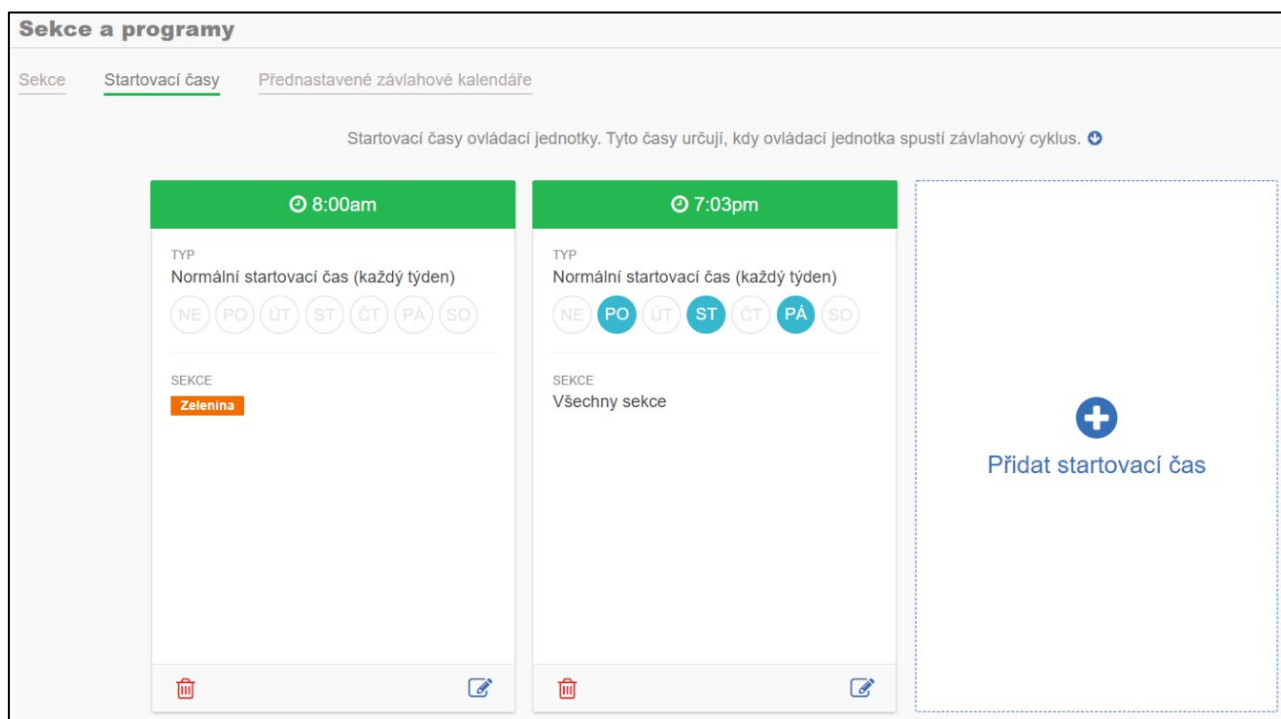 Sekce a programy
Sekce Startovací časy Přednastavené závlahové kalendáře
Startovací časy ovládací jednotky. Tyto časy určují, kdy ovládací jednotka spustí závlahový cyklus.
8:00am
TYP
Normální startovací čas (každý týden)
NE PO ÚT ST ČT PÁ SO
SEKCE
Zelenina
7:03pm
TYP
Normální startovací čas (každý týden)
NE PO ÚT ST ČT PÁ SO
SEKCE
Všechny sekce
Přidat startovací čas